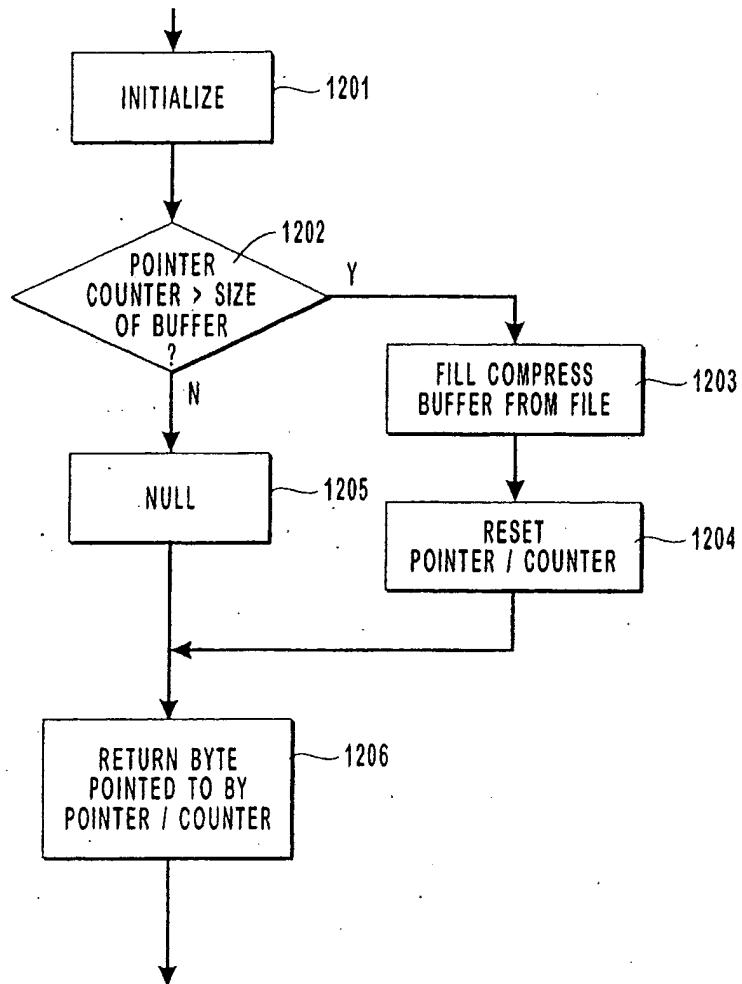 INITIALIZE
1201
1202
POINTER
COUNTER > SIZE
OF BUFFER
?
Y
N
FILL COMPRESS
BUFFER FROM FILE
1203
NULL
1205
RESET
POINTER / COUNTER
1204
RETURN BYTE
POINTED TO BY
POINTER / COUNTER
1206